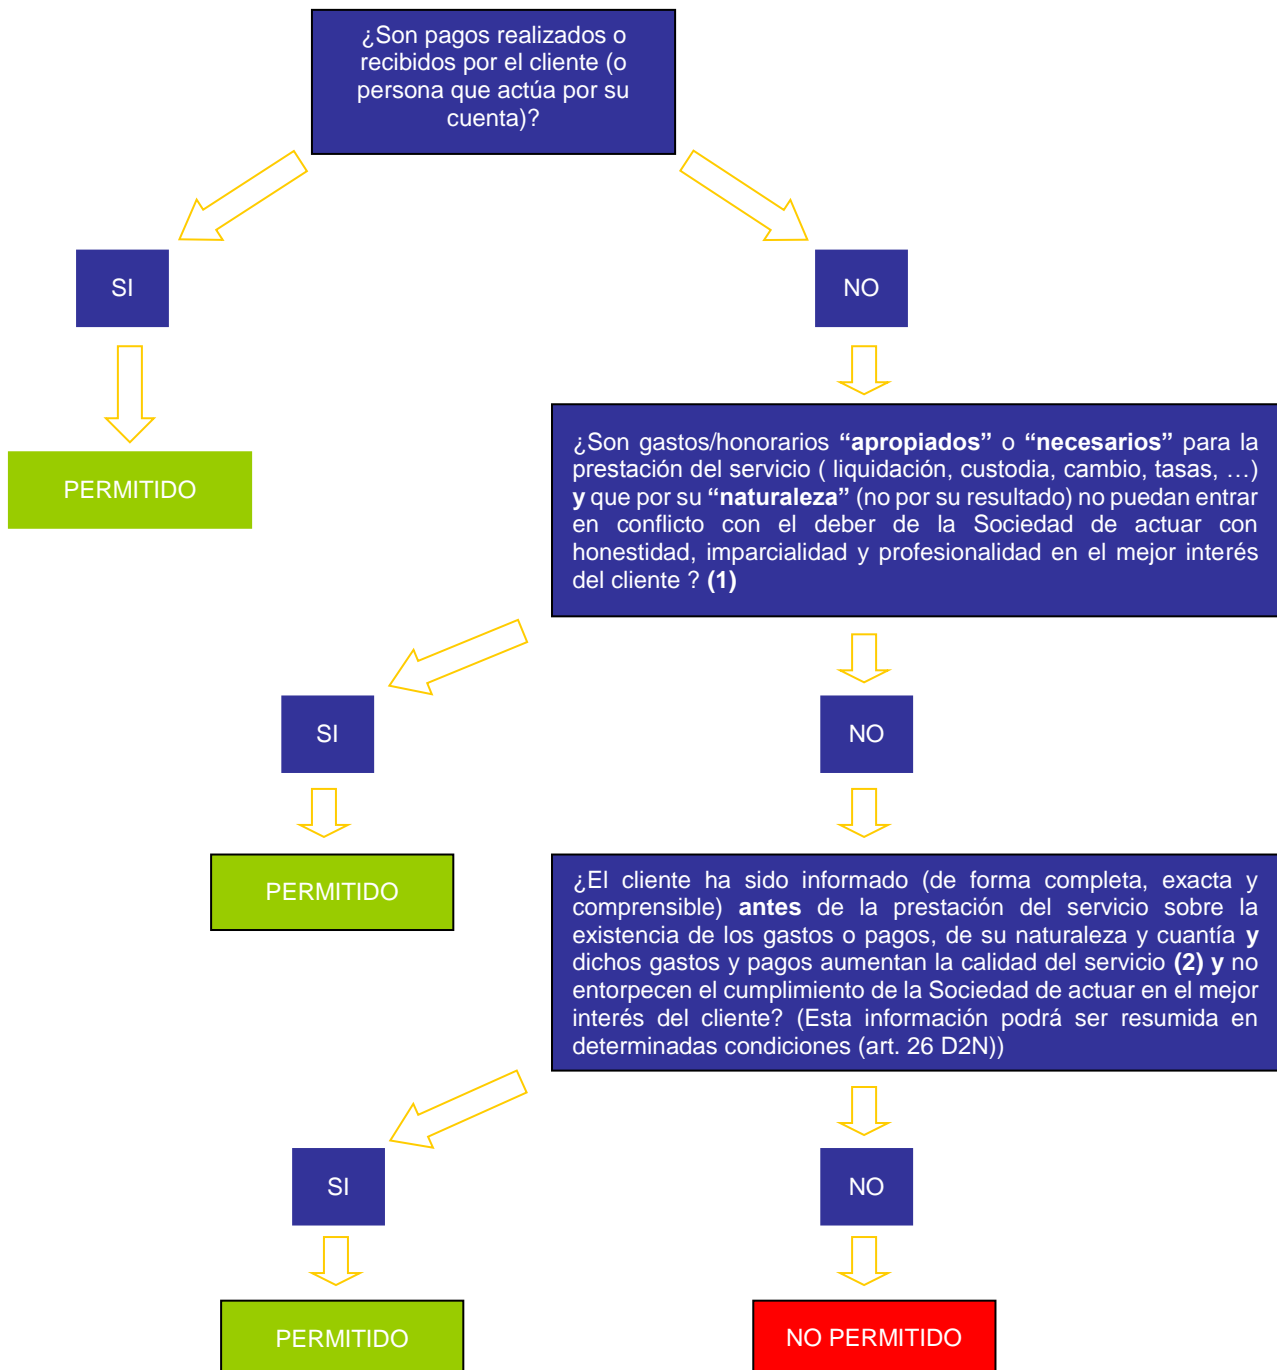 ¿Son pagos realizados o
recibidos por el cliente (o
persona que actúa por su
cuenta)?
SI
NO
PERMITIDO
¿Son gastos/honorarios “apropiados” o “necesarios” para la
prestación del servicio ( liquidación, custodia, cambio, tasas, …)
y que por su “naturaleza” (no por su resultado) no puedan entrar
en conflicto con el deber de la Sociedad de actuar con
honestidad, imparcialidad y profesionalidad en el mejor interés
del cliente ? (1)
SI
NO
PERMITIDO
¿El cliente ha sido informado (de forma completa, exacta y
comprensible) antes de la prestación del servicio sobre la
existencia de los gastos o pagos, de su naturaleza y cuantía y
dichos gastos y pagos aumentan la calidad del servicio (2) y no
entorpecen el cumplimiento de la Sociedad de actuar en el mejor
interés del cliente? (Esta información podrá ser resumida en
determinadas condiciones (art. 26 D2N))
SI
NO
PERMITIDO
NO PERMITIDO